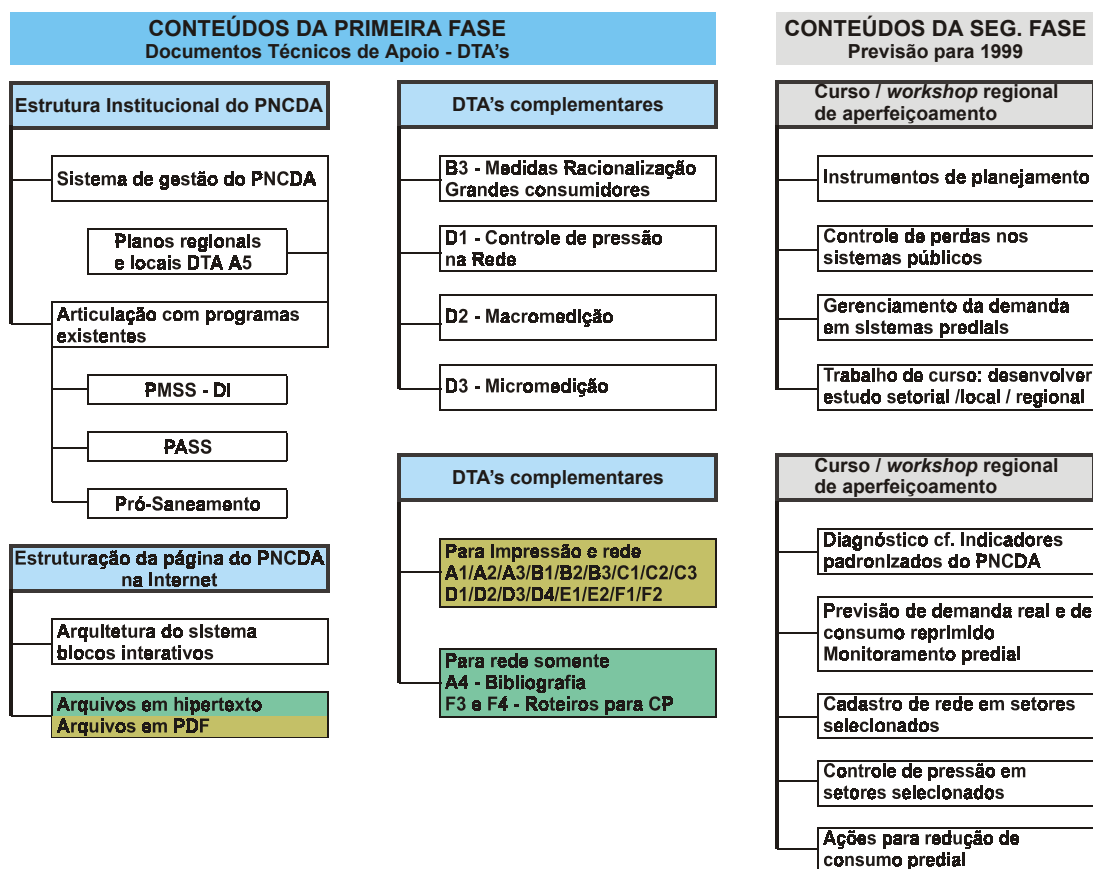 CONTEÚDOS DA PRIMEIRA FASE
Documentos Técnicos de Apoio - DTA's
Estrutura Institucional do PNCDA
Sistema de gestão do PNCDA
Planos regionais
e locais DTA A5
Articulação com programas
existentes
PMSS - DI
PASS
Pró-Saneamento
Estruturação da página do PNCDA
na Internet
Arquitetura do sistema
blocos interativos
Arquivos em hipertexto
Arquivos em PDF
DTA's complementares
B3 - Medidas Racionalização
Grandes consumidores
D1 - Controle de pressão
na Rede
D2 - Macromedição
D3 - Micromedição
DTA's complementares
Para Impressão e rede
A1/A2/A3/B1/B2/B3/C1/C2/C3
D1/D2/D3/D4/E1/E2/F1/F2
Para rede somente
A4 - Bibliografia
F3 e F4 - Roteiros para CP
CONTEÚDOS DA SEG. FASE
Previsão para 1999
Curso / workshop regional
de aperfeiçoamento
Instrumentos de planejamento
Controle de perdas nos
sistemas públicos
Gerenciamento da demanda
em sistemas prediais
Trabalho de curso: desenvolver
estudo setorial /local / regional
Curso / workshop regional
de aperfeiçoamento
Diagnóstico cf. Indicadores
padronizados do PNCDA
Previsão de demanda real e de
consumo reprimido
Monitoramento predial
Cadastro de rede em setores
selecionados
Controle de pressão em
setores selecionados
Ações para redução de
consumo predial